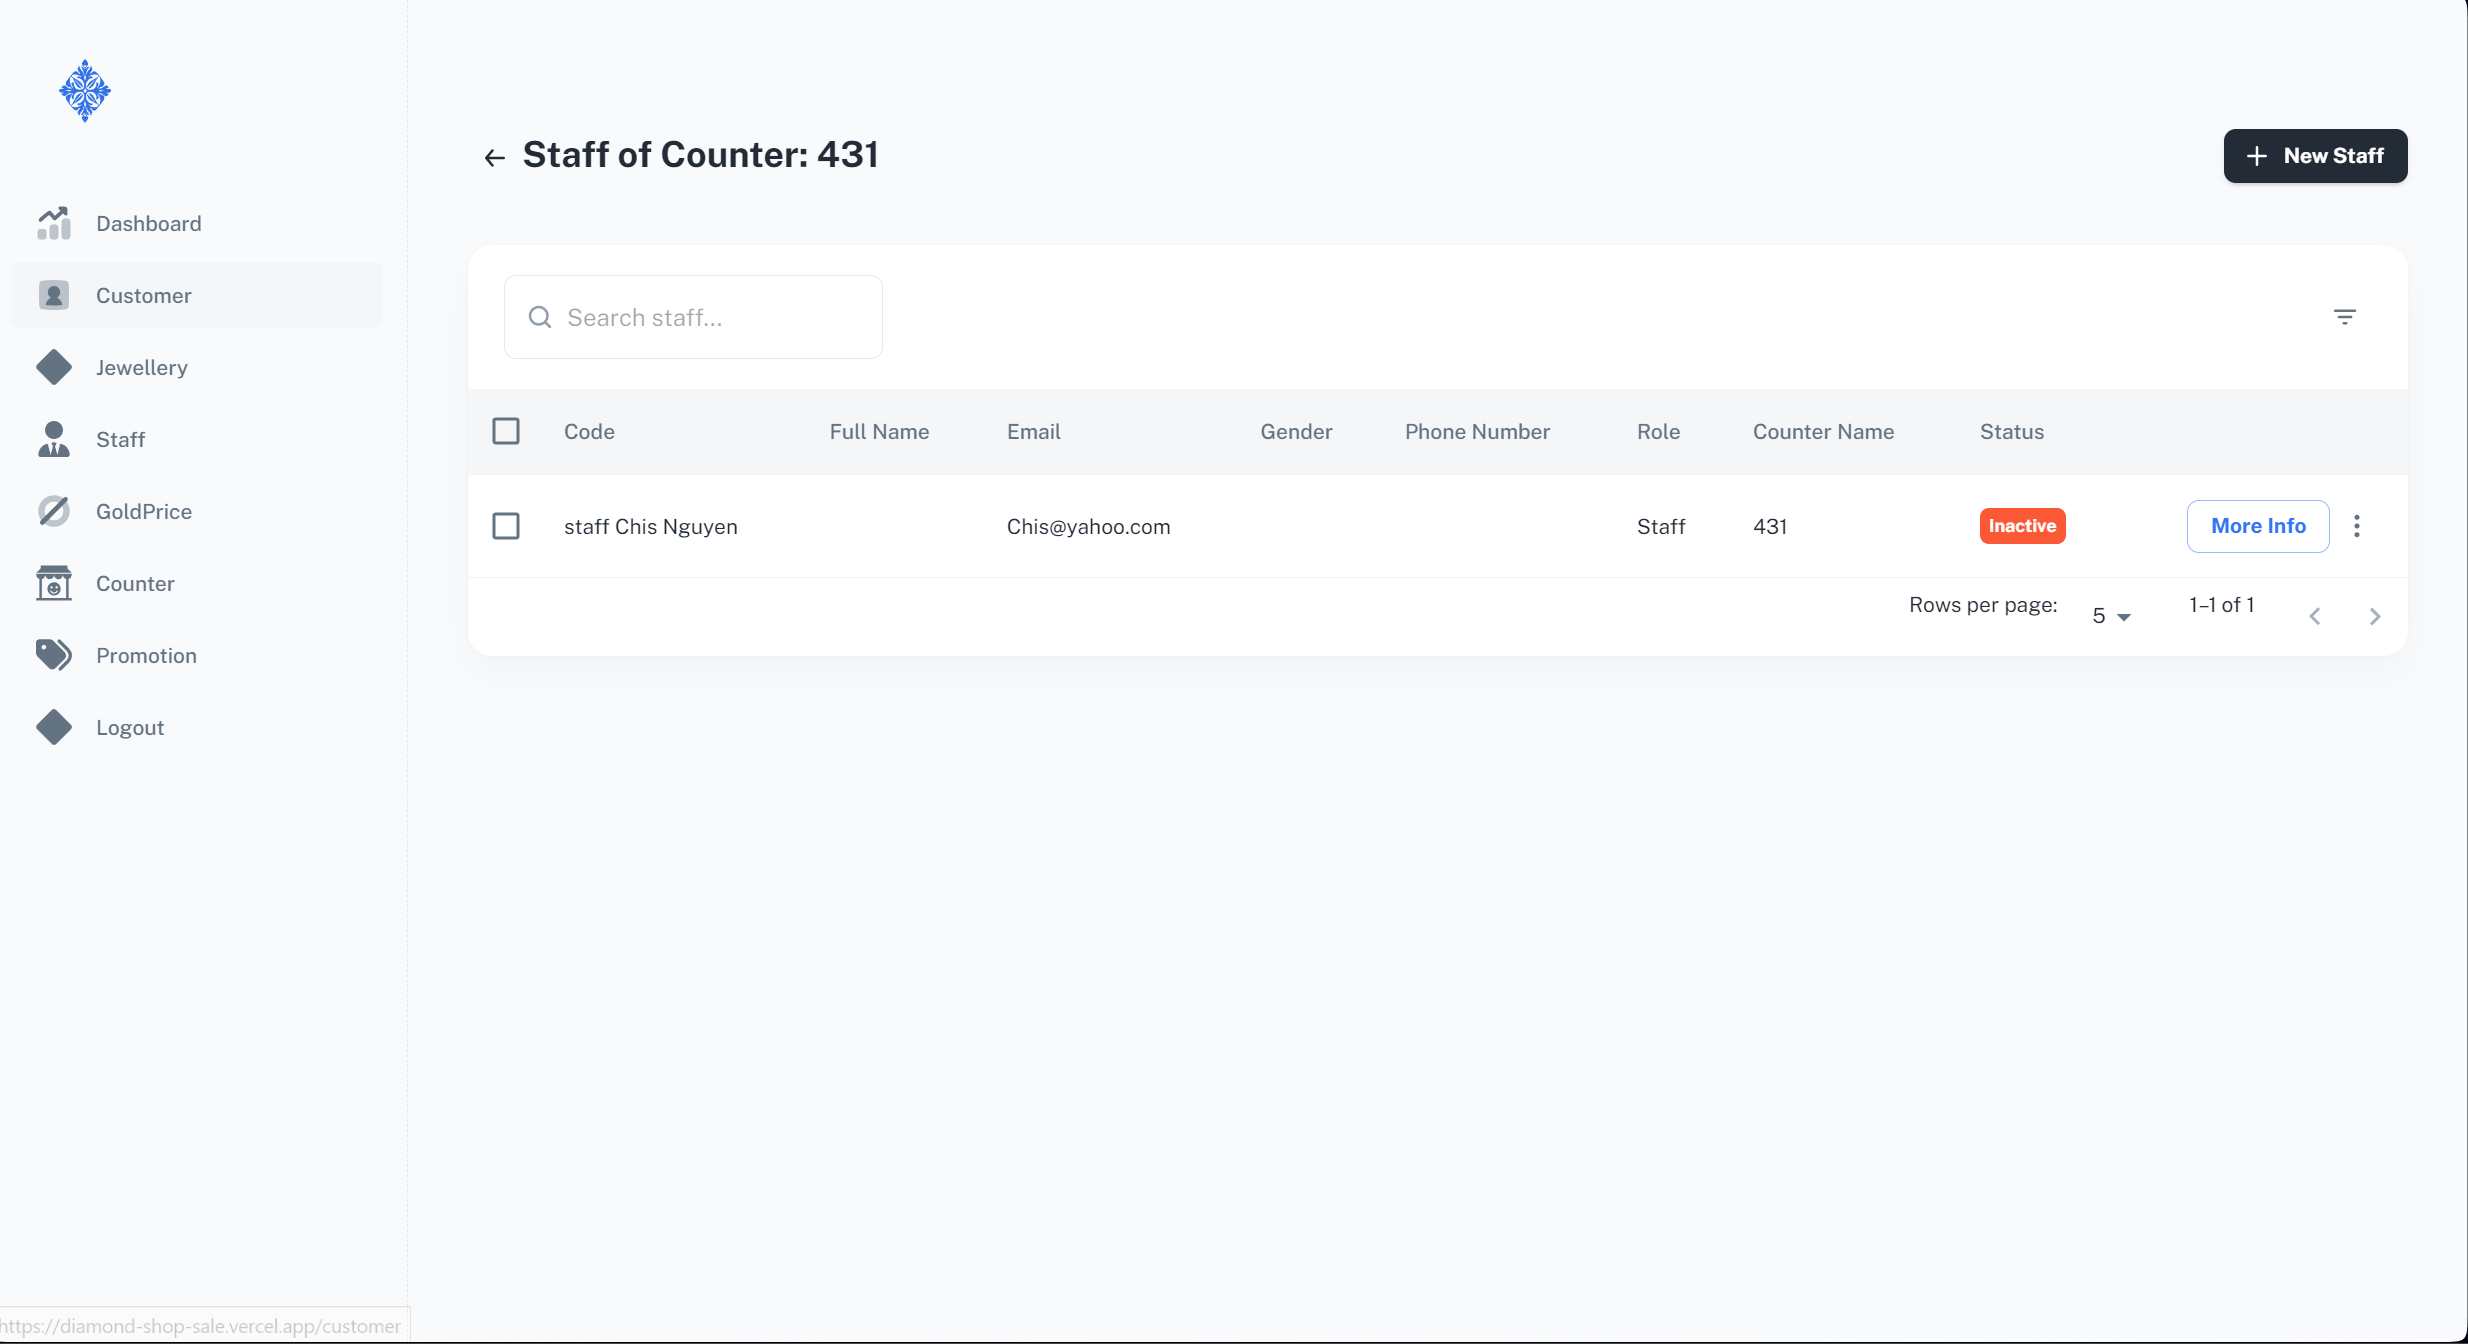 Dashboard
Customer
Jewellery
Staff
GoldPrice
Counter
Promotion
Logout
Staff of Counter: 431
New Staff
Search staff...
Code Full Name Email Gender Phone Number Role Counter Name Status
staff Chis Nguyen Chis@yahoo.com Staff 431 Inactive More Info
Rows per page: 5 1–1 of 1
https://diamond-shop-sale.vercel.app/customer